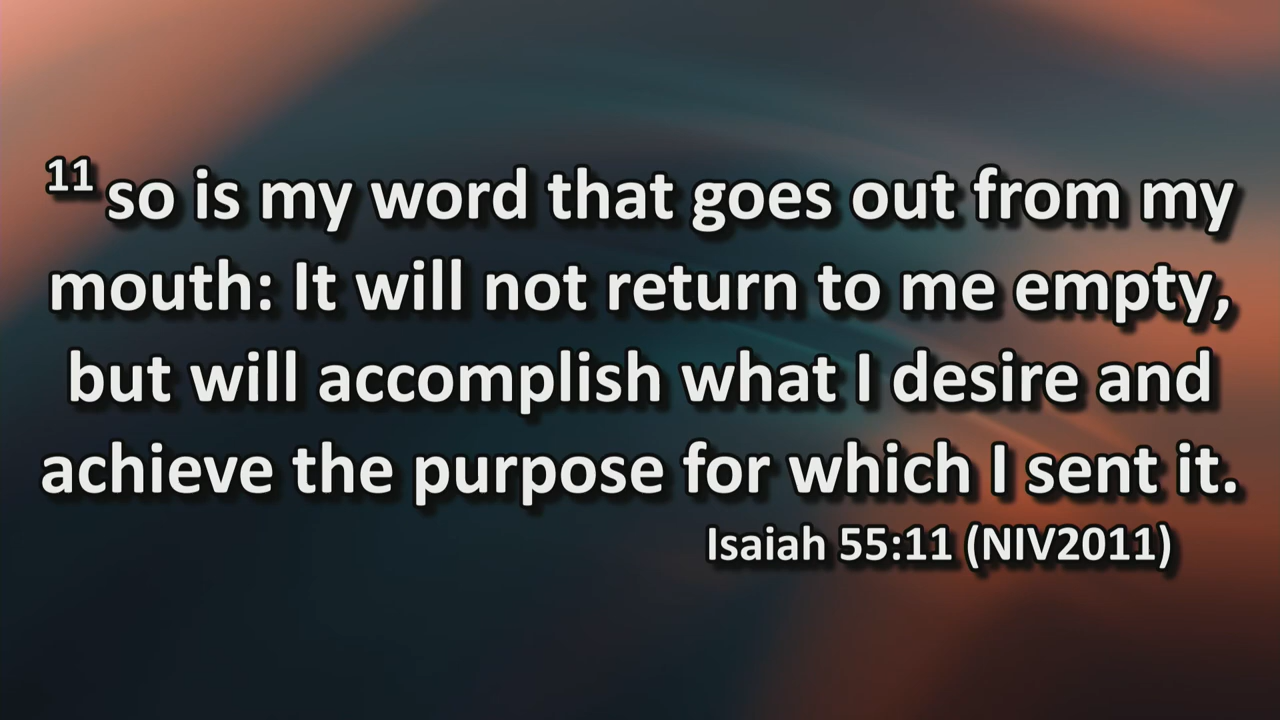 11 so is my word that goes out from my
mouth: It will not return to me empty,
but will accomplish what I desire and
achieve the purpose for which I sent it.
Isaiah 55:11 (NIV2011)